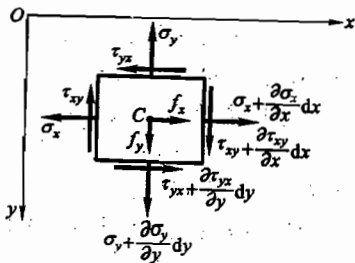 O x
σ_y
τ_yx
τ_xy
C f_x σ_x + ∂σ_x/∂x dx
σ_x
f_y τ_xy + ∂τ_xy/∂x dx
τ_yx + ∂τ_yx/∂y dy
y
σ_y + ∂σ_y/∂y dy